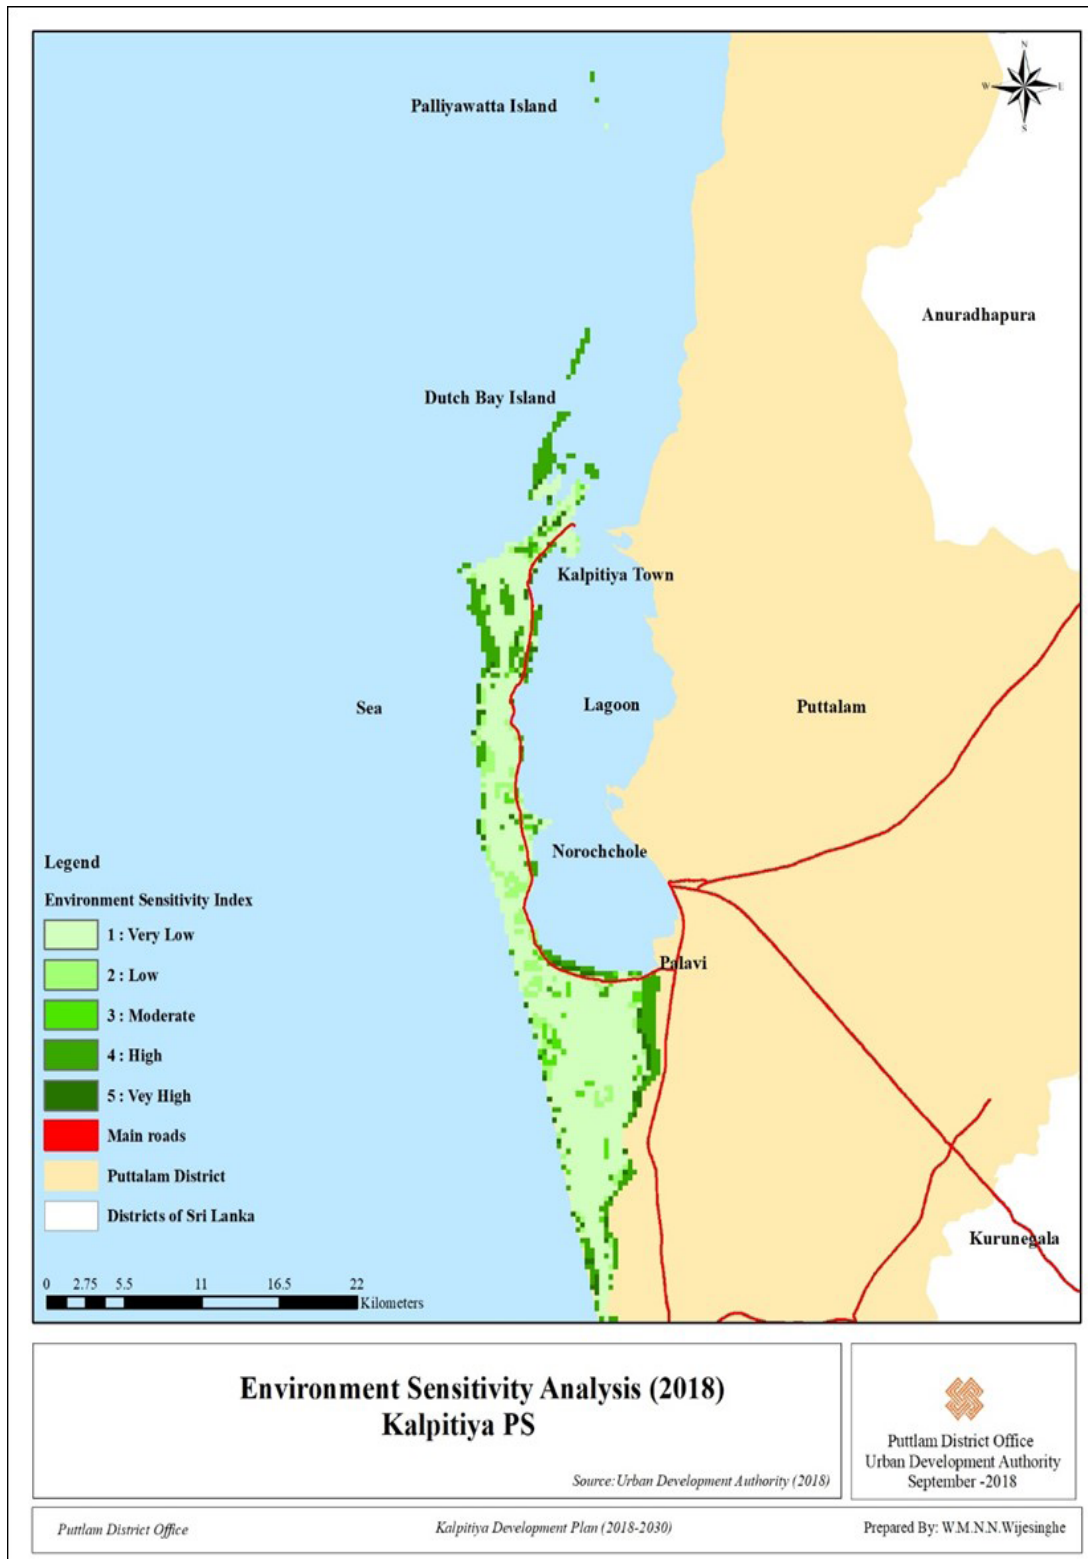 N
W
E
S
Palliyawatta Island
Anuradhapura
Dutch Bay Island
Kalpitiya Town
Sea
Lagoon
Puttalam
Norochchole
Palavi
Kurunegala
Legend
Environment Sensitivity Index
1 : Very Low
2 : Low
3 : Moderate
4 : High
5 : Vey High
Main roads
Puttalam District
Districts of Sri Lanka
0 2.75 5.5 11 16.5 22
Kilometers
Environment Sensitivity Analysis (2018)
Kalpitiya PS
Source: Urban Development Authority (2018)
Puttlam District Office
Urban Development Authority
September -2018
Puttlam District Office
Kalpitiya Development Plan (2018-2030)
Prepared By: W.M.N.N.Wijesinghe